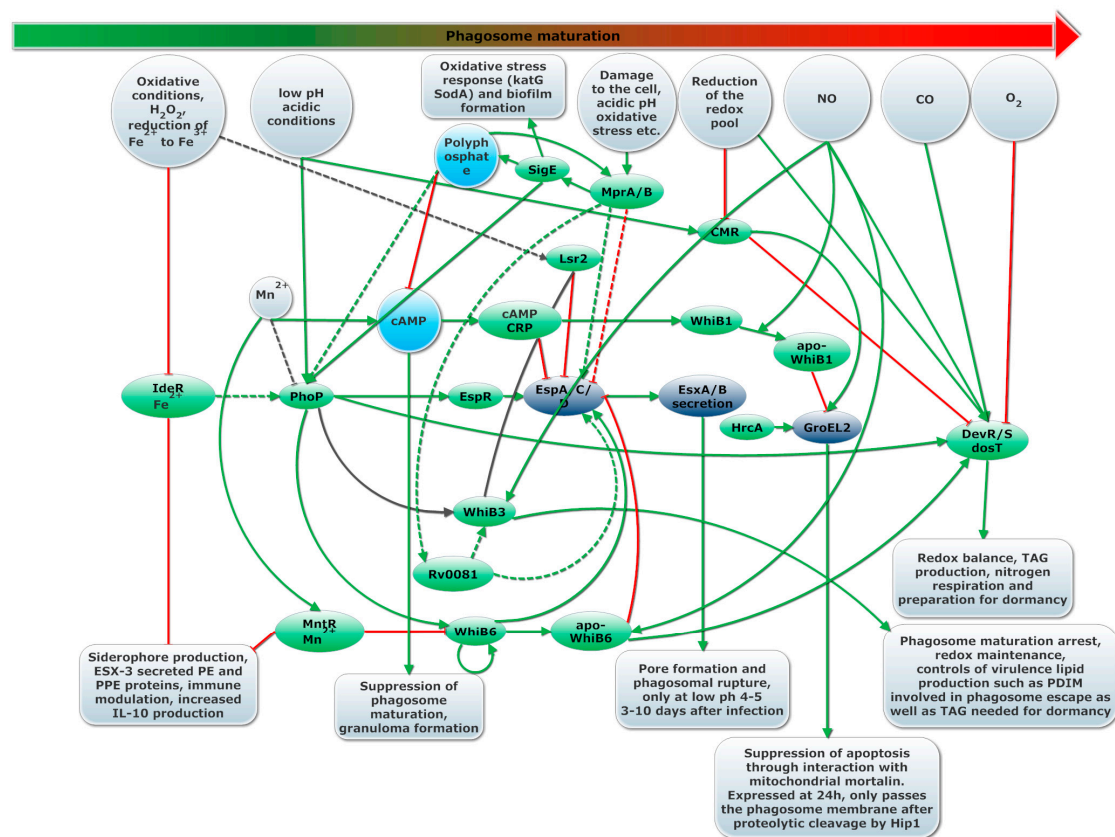 Phagosome maturation
Oxidative
conditions,
H2O2,
reduction of
Fe2+ to Fe3+
low pH
acidic
conditions
Oxidative stress
response (katG
SodA) and biofilm
formation
Damage
to the cell,
acidic pH
oxidative
stress etc.
Reduction
of the
redox
pool
NO
CO
O2
Polyph
osphat
e
SigE
MprA/B
CMR
Lsr2
Mn2+
cAMP
cAMP
CRP
WhiB1
apo-
WhiB1
IdeR
Fe2+
PhoP
EspR
EspA C/
D
EsxA/B
secretion
HrcA
GroEL2
DevR/S
dosT
WhiB3
Rv0081
MntR
Mn2+
WhiB6
apo-
WhiB6
Redox balance, TAG
production, nitrogen
respiration and
preparation for dormancy
Siderophore production,
ESX-3 secreted PE and
PPE proteins, immune
modulation, increased
IL-10 production
Suppression of
phagosome
maturation,
granuloma formation
Pore formation and
phagosomal rupture,
only at low ph 4-5
3-10 days after infection
Phagosome maturation arrest,
redox maintenance,
controls of virulence lipid
production such as PDIM
involved in phagosome escape as
well as TAG needed for dormancy
Suppression of apoptosis
through interaction with
mitochondrial mortalin.
Expressed at 24h, only passes
the phagosome membrane after
proteolytic cleavage by Hip1